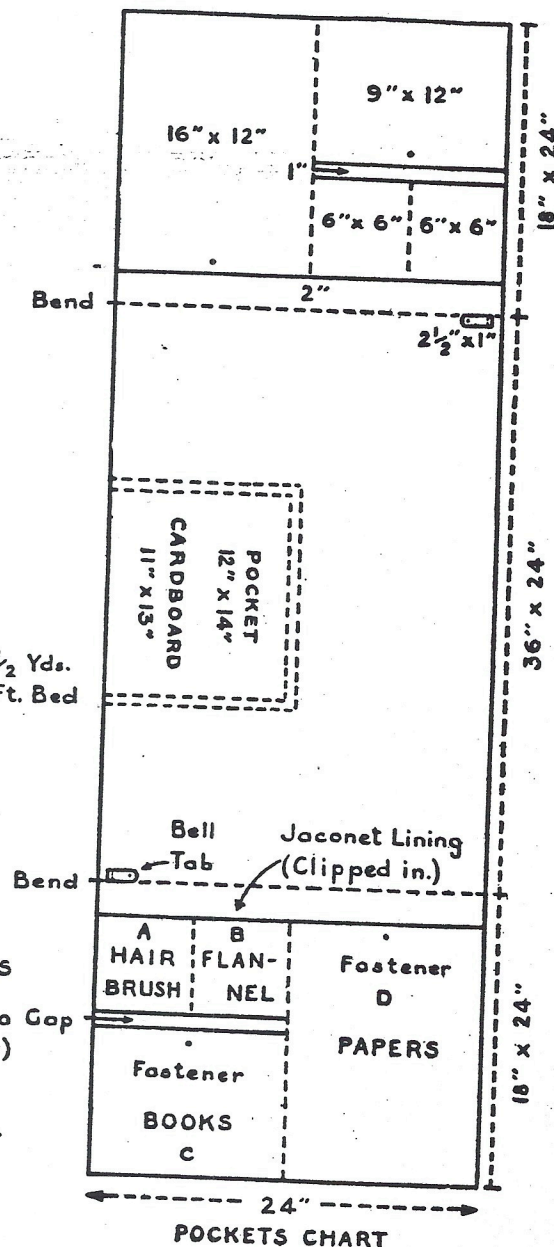 9" x 12"
16" x 12"
1"
6" x 6" 6" x 6"
18" x 24"
2"
Bend
2½" x 1"
POCKET
12" x 14"
CARDBOARD
11" x 13"
36" x 24"
½ Yds.
Ft. Bed
Bell
Tab
Jaconet Lining
(Clipped in.)
Bend
A
HAIR
BRUSH
B
FLAN-
NEL
Fastener
D
PAPERS
s
a Gap
)
Fastener
BOOKS
C
18" x 24"
24"
POCKETS CHART